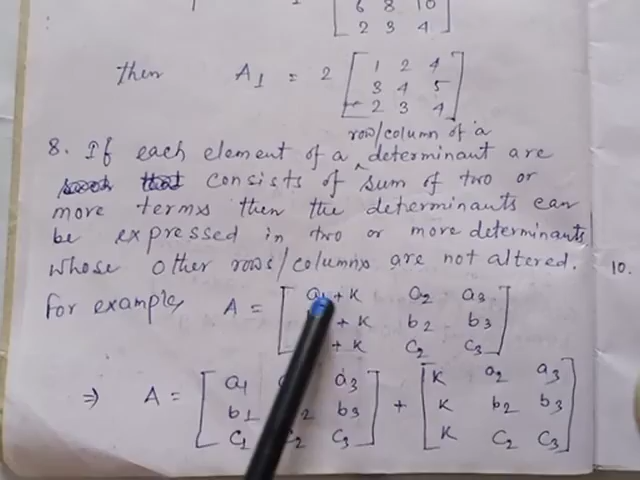 6 8 10
2 3 4
then A1 = 2 [ 1 2 4
3 4 5
2 3 4 ]
row/column of a
8. If each element of a ‸ determinant are
consists of sum of two or
more terms then the determinants can
be expressed in two or more determinants
whose other rows/columns are not altered.
10.
For example, A = [ a1 + K a2 a3
+ K b2 b3
+ K c2 c3 ]
⇒ A = [ a1 a3
b1 2 b3
c1 c2 c3 ] + [ K a2 a3
K b2 b3
K c2 c3 ]